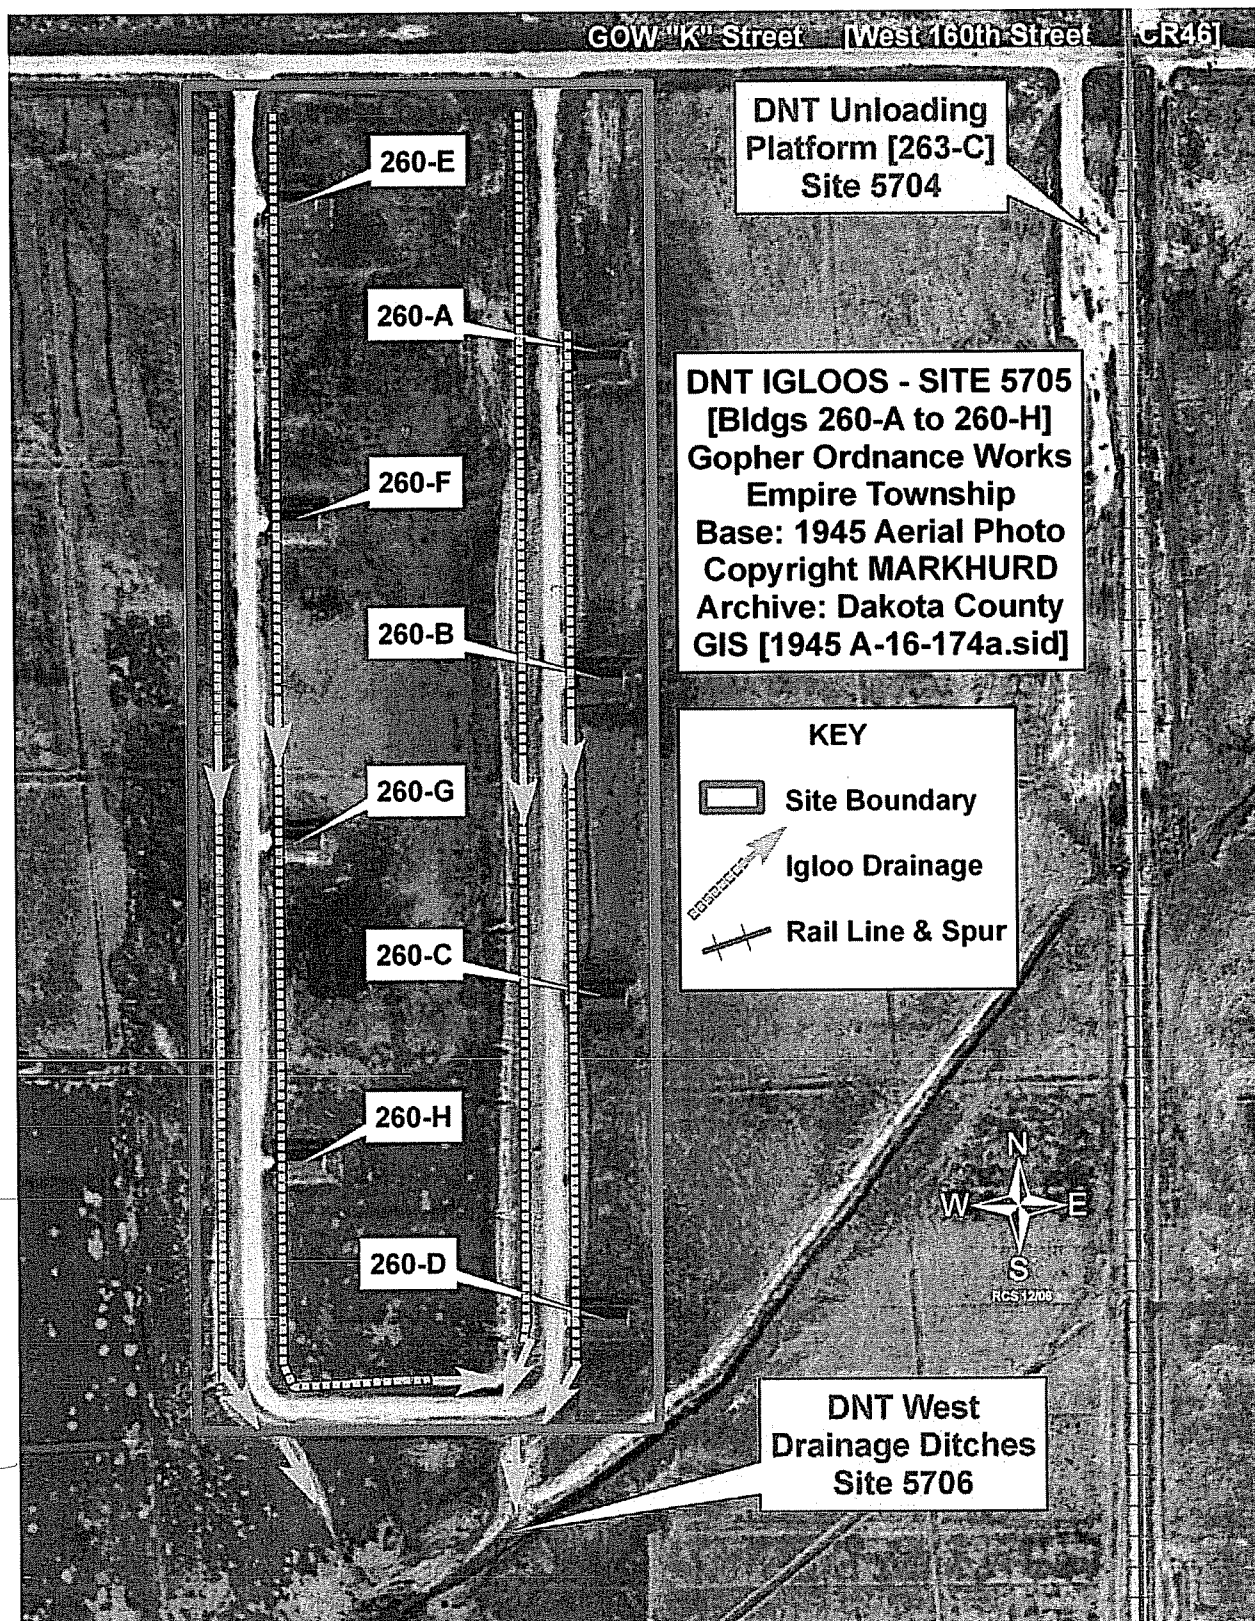 GOW "K" Street [West 160th Street CR46]
DNT Unloading
Platform [263-C]
Site 5704
260-E
260-A
DNT IGLOOS - SITE 5705
[Bldgs 260-A to 260-H]
Gopher Ordnance Works
Empire Township
Base: 1945 Aerial Photo
Copyright MARKHURD
Archive: Dakota County
GIS [1945 A-16-174a.sid]
260-F
260-B
KEY
Site Boundary
Igloo Drainage
Rail Line & Spur
260-G
260-C
260-H
N
W
E
S
RCS 12/08
260-D
DNT West
Drainage Ditches
Site 5706